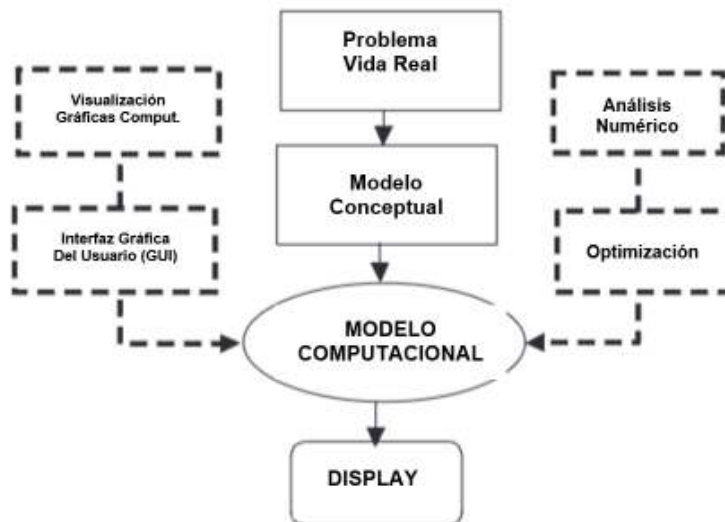 Problema
Vida Real
Visualización
Gráficas Comput.
Análisis
Numérico
Modelo
Conceptual
Interfaz Gráfica
Del Usuario (GUI)
Optimización
MODELO
COMPUTACIONAL
DISPLAY